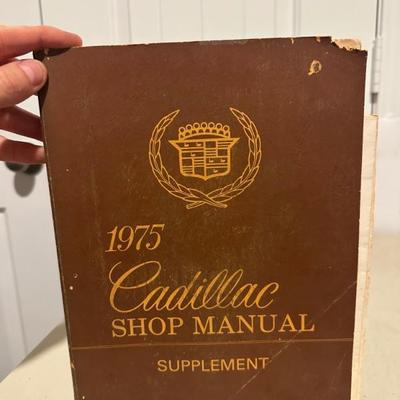 1975
Cadillac
SHOP MANUAL
SUPPLEMENT